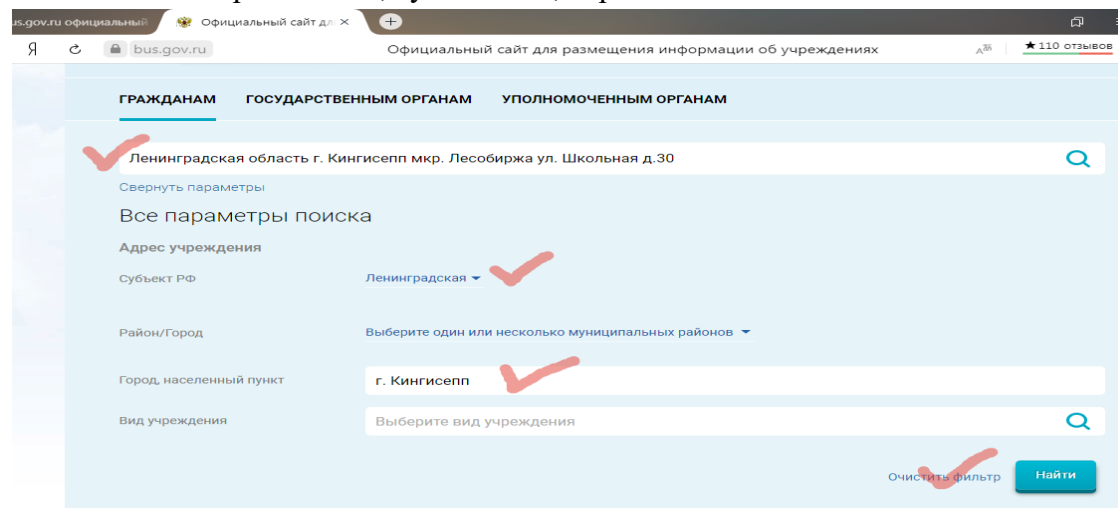 us.gov.ru официальный
Официальный сайт дл
Я bus.gov.ru Официальный сайт для размещения информации об учреждениях ★110 отзывов
ГРАЖДАНАМ ГОСУДАРСТВЕННЫМ ОРГАНАМ УПОЛНОМОЧЕННЫМ ОРГАНАМ
Ленинградская область г. Кингисепп мкр. Лесобиржа ул. Школьная д.30
Свернуть параметры
Все параметры поиска
Адрес учреждения
Субъект РФ Ленинградская
Район/Город Выберите один или несколько муниципальных районов
Город, населенный пункт г. Кингисепп
Вид учреждения Выберите вид учреждения
Очистить фильтр Найти